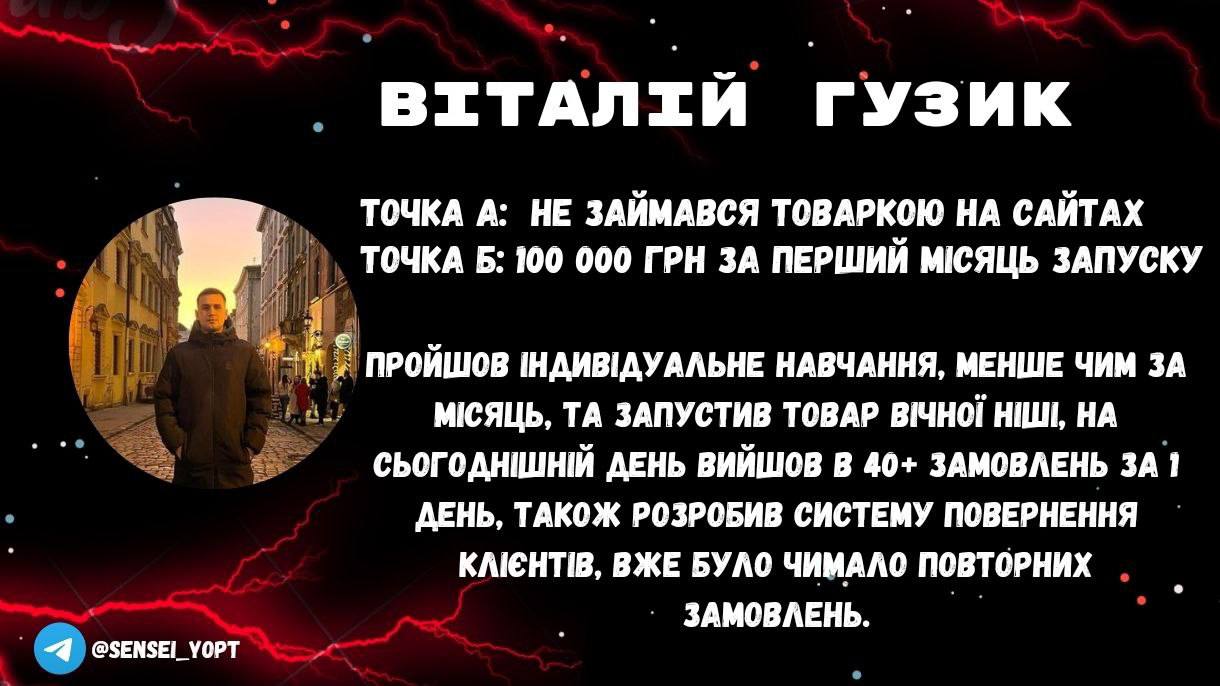 ВІТАЛІЙ ГУЗИК
ТОЧКА А: НЕ ЗАЙМАВСЯ ТОВАРКОЮ НА САЙТАХ
ТОЧКА Б: 100 000 ГРН ЗА ПЕРШИЙ МІСЯЦЬ ЗАПУСКУ
ПРОЙШОВ ІНДИВІДУАЛЬНЕ НАВЧАННЯ, МЕНШЕ ЧИМ ЗА
МІСЯЦЬ, ТА ЗАПУСТИВ ТОВАР ВІЧНОЇ НІШІ, НА
СЬОГОДНІШНІЙ ДЕНЬ ВИЙШОВ В 40+ ЗАМОВЛЕНЬ ЗА 1
ДЕНЬ, ТАКОЖ РОЗРОБИВ СИСТЕМУ ПОВЕРНЕННЯ
КЛІЄНТІВ, ВЖЕ БУЛО ЧИМАЛО ПОВТОРНИХ
ЗАМОВЛЕНЬ.
@SENSEI_YOPT